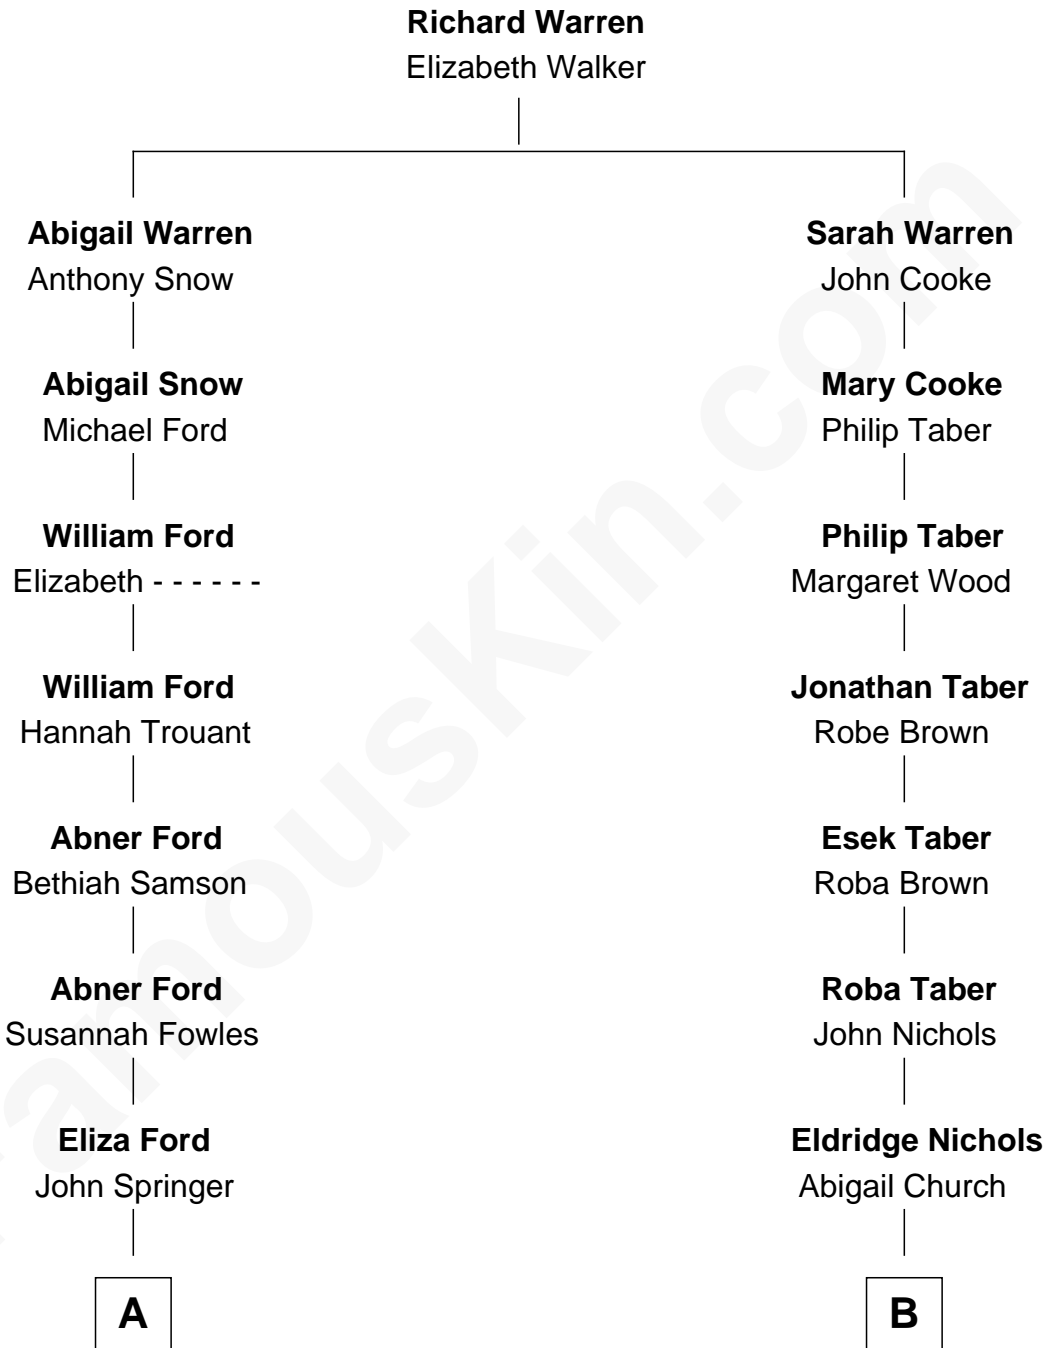 Richard Warren
Elizabeth Walker
Abigail Warren
Anthony Snow
Sarah Warren
John Cooke
Abigail Snow
Michael Ford
Mary Cooke
Philip Taber
William Ford
Elizabeth - - - - - -
Philip Taber
Margaret Wood
William Ford
Hannah Trouant
Jonathan Taber
Robe Brown
Abner Ford
Bethiah Samson
Esek Taber
Roba Brown
Abner Ford
Susannah Fowles
Roba Taber
John Nichols
Eliza Ford
John Springer
Eldridge Nichols
Abigail Church
A
B
FamousKin.com